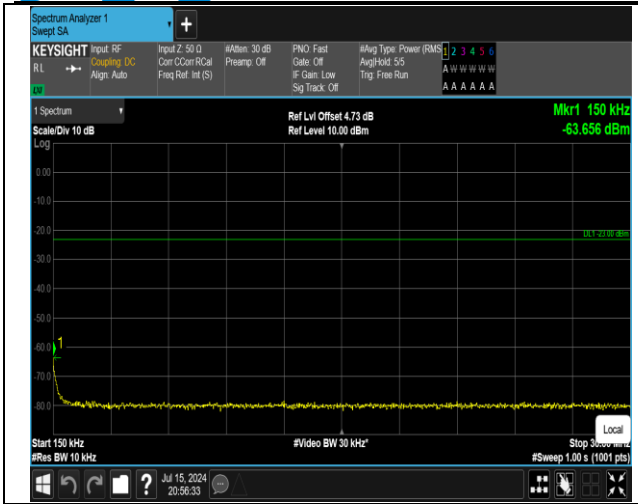 Spectrum Analyzer 1
Swept SA
+
KEYSIGHT
RL
Input: RF
Coupling: DC
Align: Auto
Input Z: 50 Ω
Corr CCorr RCal
Freq Ref: Int (S)
#Atten: 30 dB
Preamp: Off
PNO: Fast
Gate: Off
IF Gain: Low
Sig Track: Off
#Avg Type: Power (RMS
Avg|Hold: 5/5
Trig: Free Run
1 2 3 4 5 6
A W W W W W
A A A A A A
1 Spectrum
Scale/Div 10 dB
Log
Ref Lvl Offset 4.73 dB
Ref Level 10.00 dBm
Mkr1 150 kHz
-63.656 dBm
0.00
-10.0
-20.0
DL1 -23.00 dBm
-30.0
-40.0
-50.0
-60.0
1
-70.0
-80.0
Local
Start 150 kHz
#Video BW 30 kHz*
Stop
#Res BW 10 kHz
#Sweep 1.00 s (1001 pts)
?
Jul 15, 2024
20:56:33